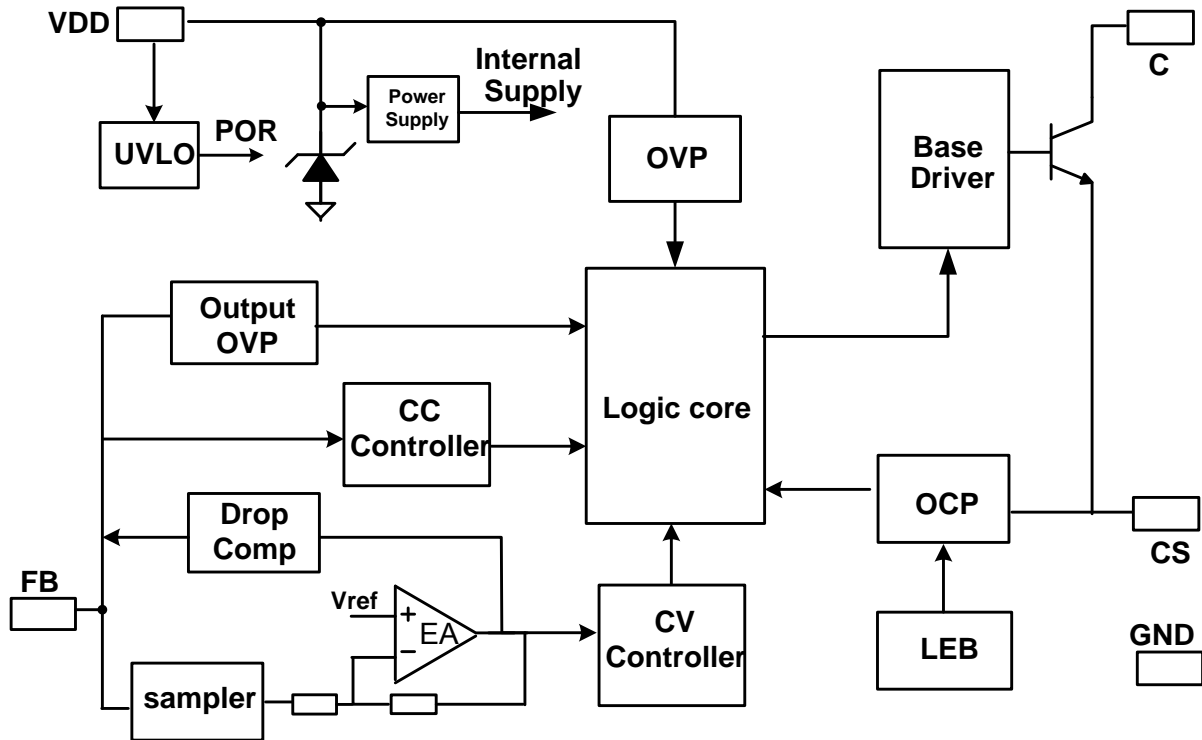 VDD
C
Internal
Supply
Power
Supply
POR
UVLO
OVP
Base
Driver
Output
OVP
CC
Controller
Logic core
Drop
Comp
OCP
CS
FB
Vref
+
EA
−
CV
Controller
LEB
GND
sampler